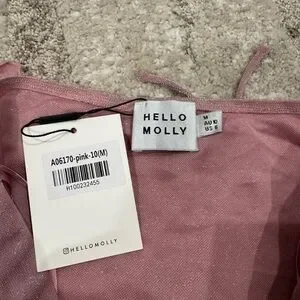 HELLO
MOLLY
M
AU 10
US 6
A06170-pink-10(M)
H100232455
HELLOMOLLY